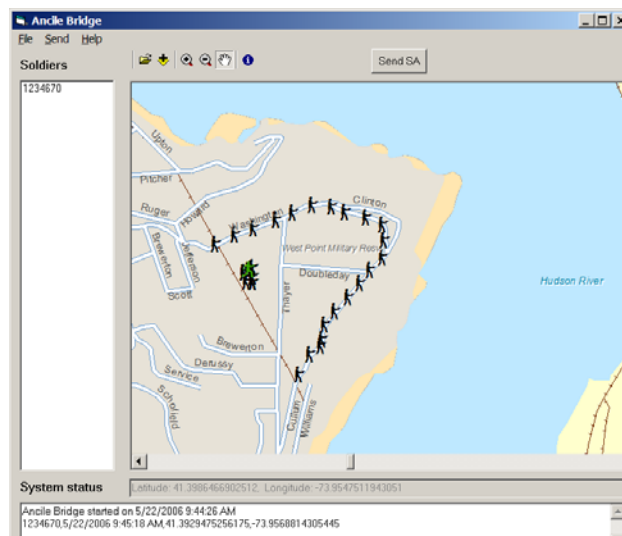 Ancile Bridge
File Send Help
Soldiers
Send SA
1234670
Upton
Pitcher
Howard
Ruger
Washington
Clinton
Brewerton
Jefferson
West Point Military Resv
Scott
Doubleday
Thayer
Hudson River
Brewerton
Derussy
Service
Schofield
Cullum
Williams
System status
Latitude: 41.3986466902512, Longitude: -73.9547511943051
Ancile Bridge started on 5/22/2006 9:44:26 AM
1234670,5/22/2006 9:45:18 AM,41.3929475256175,-73.9568814305445